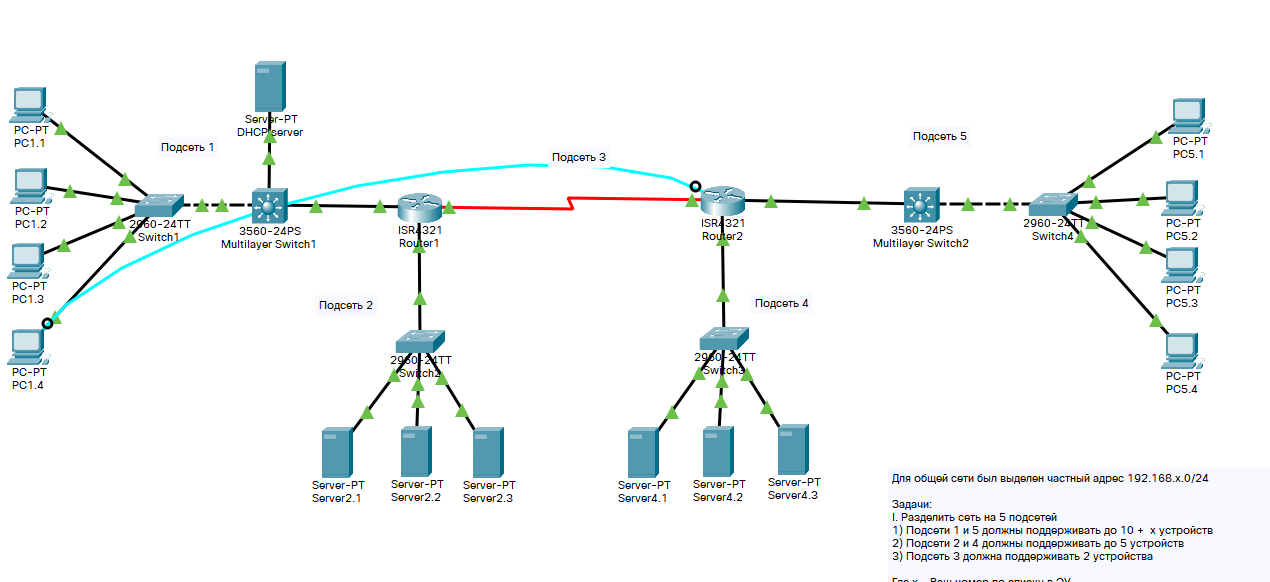 Server-PT
DHCP server
PC-PT
PC1.1
Подсеть 1
PC-PT
PC1.2
2960-24TT
Switch1
3560-24PS
Multilayer Switch1
PC-PT
PC1.3
PC-PT
PC1.4
Подсеть 3
ISR4321
Router1
ISR4321
Router2
Подсеть 2
Подсеть 4
2960-24TT
Switch2
2960-24TT
Switch3
Server-PT
Server2.1
Server-PT
Server2.2
Server-PT
Server2.3
Server-PT
Server4.1
Server-PT
Server4.2
Server-PT
Server4.3
Подсеть 5
3560-24PS
Multilayer Switch2
2960-24TT
Switch4
PC-PT
PC5.1
PC-PT
PC5.2
PC-PT
PC5.3
PC-PT
PC5.4
Для общей сети был выделен частный адрес 192.168.x.0/24
Задачи:
I. Разделить сеть на 5 подсетей
1) Подсети 1 и 5 должны поддерживать до 10 + x устройств
2) Подсети 2 и 4 должны поддерживать до 5 устройств
3) Подсеть 3 должна поддерживать 2 устройства